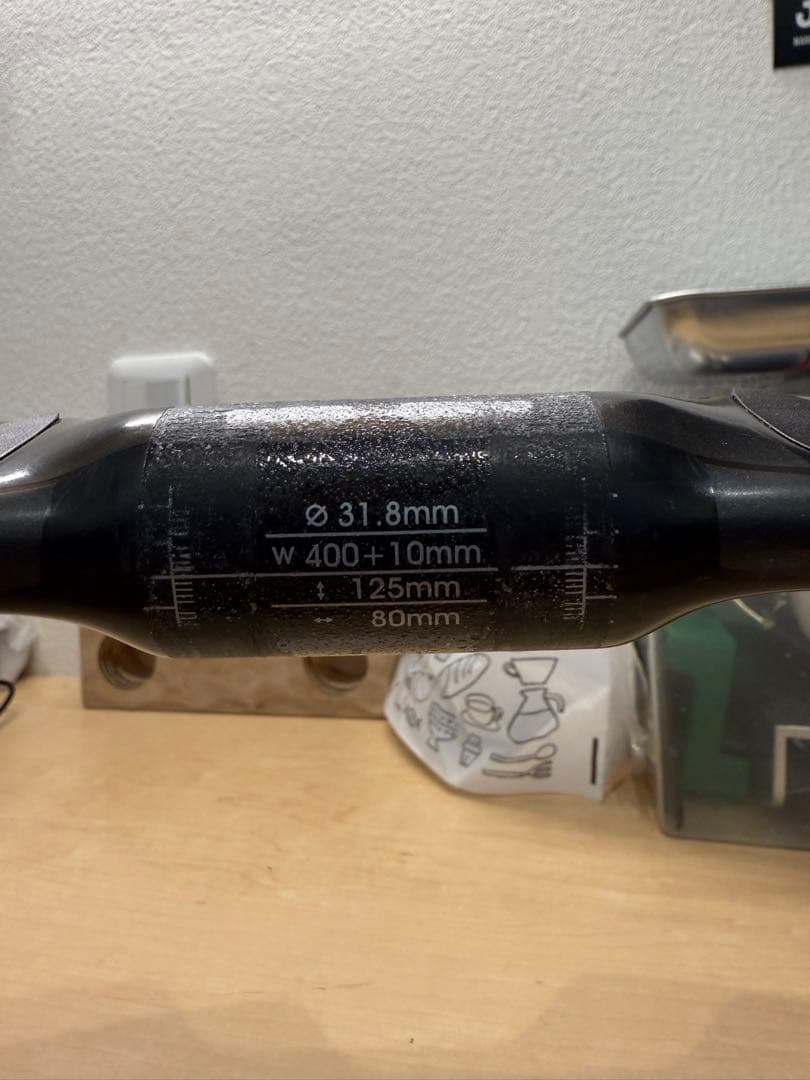 ⌀ 31.8mm
W 400+10mm
↕ 125mm
↔ 80mm